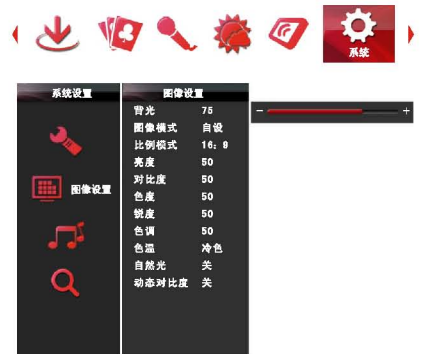 系统
系统设置
图像设置
图像设置
背光 75
图像模式 自设
比例模式 16：9
亮度 50
对比度 50
色度 50
锐度 50
色调 50
色温 冷色
自然光 关
动态对比度 关
- +